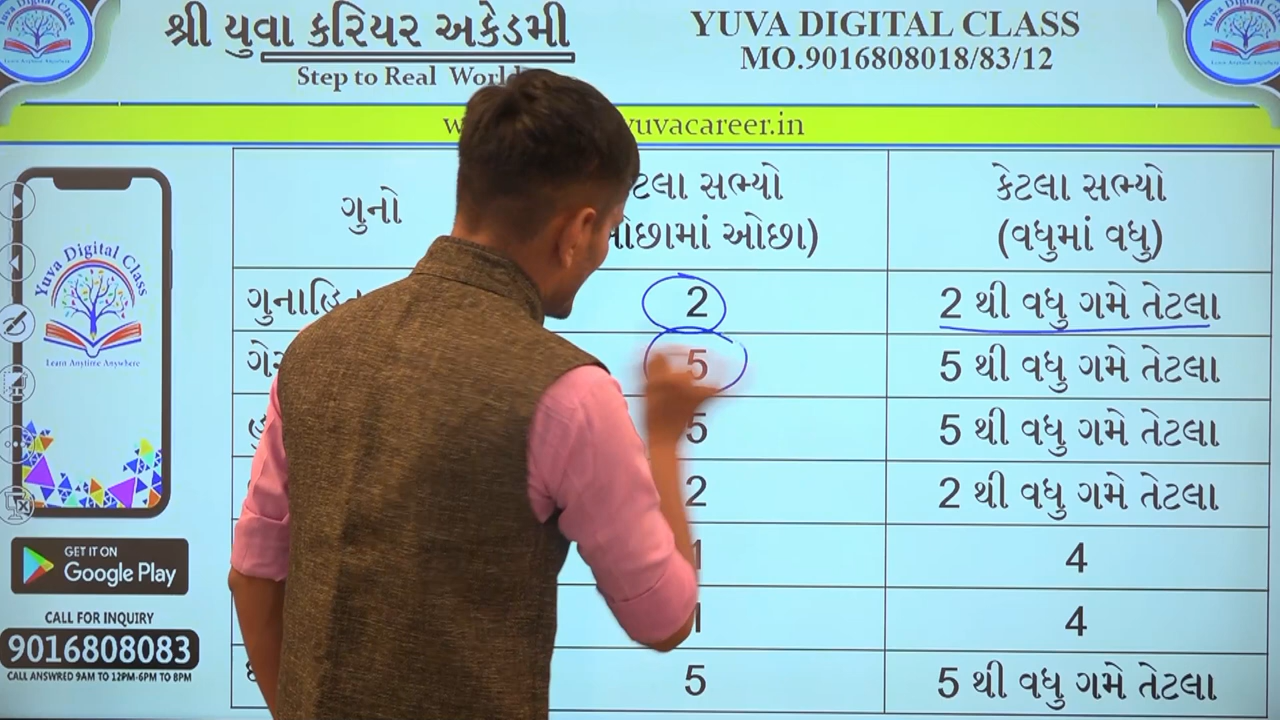 શ્રી યુવા કરિયર અકેડમી
Step to Real World
YUVA DIGITAL CLASS
MO.9016808018/83/12
yuvacareer.in
ગુનો
સભ્યો
ઓછા)
કેટલા સભ્યો
(વધુમાં વધુ)
2
2 થી વધુ ગમે તેટલા
5
5 થી વધુ ગમે તેટલા
5
5 થી વધુ ગમે તેટલા
2
2 થી વધુ ગમે તેટલા
1
4
1
4
5
5 થી વધુ ગમે તેટલા
Yuva Digital Class
Learn Anytime Anywhere
GET IT ON
Google Play
CALL FOR INQUIRY
9016808083
CALL ANSWRED 9AM TO 12PM-6PM TO 8PM